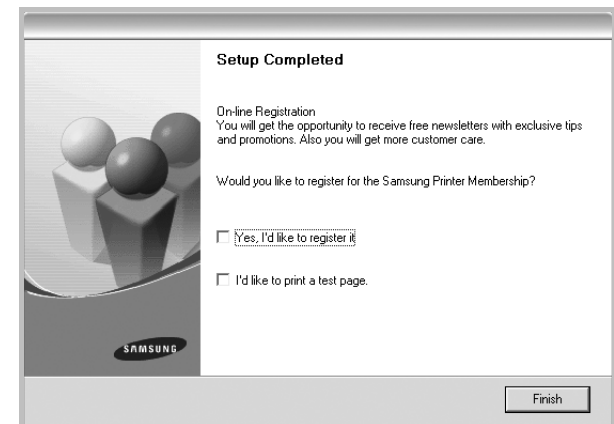 Setup Completed
On-line Registration
You will get the opportunity to receive free newsletters with exclusive tips
and promotions. Also you will get more customer care.
Would you like to register for the Samsung Printer Membership?
Yes, I'd like to register it
I'd like to print a test page.
SAMSUNG
Finish